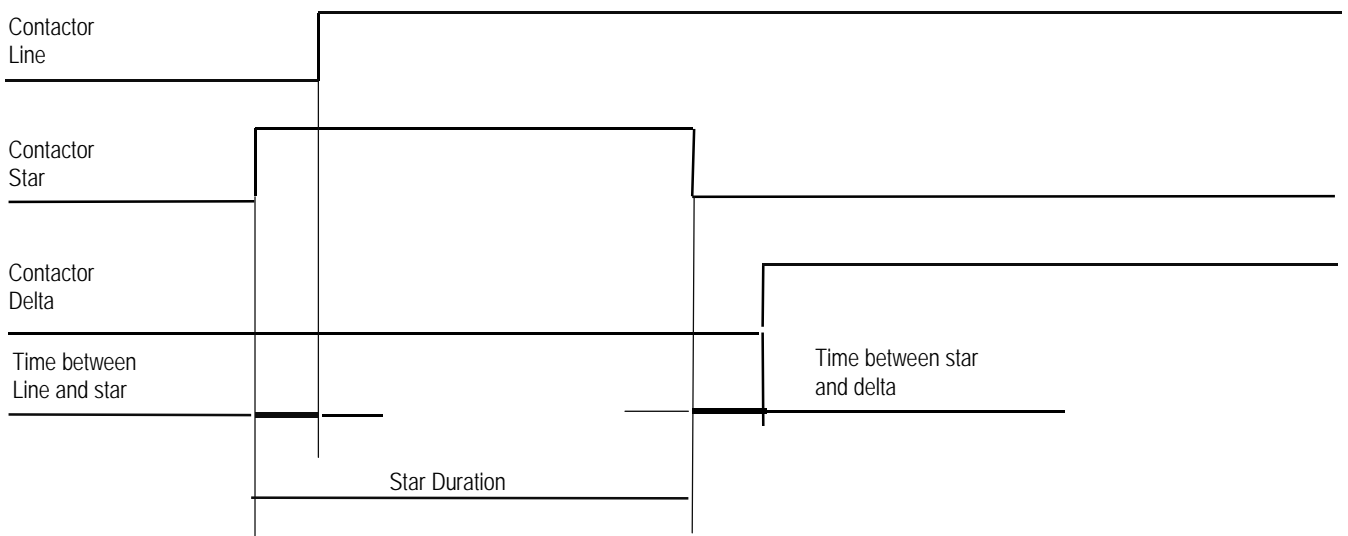 Contactor
Line
Contactor
Star
Contactor
Delta
Time between
Line and star
Time between star
and delta
Star Duration